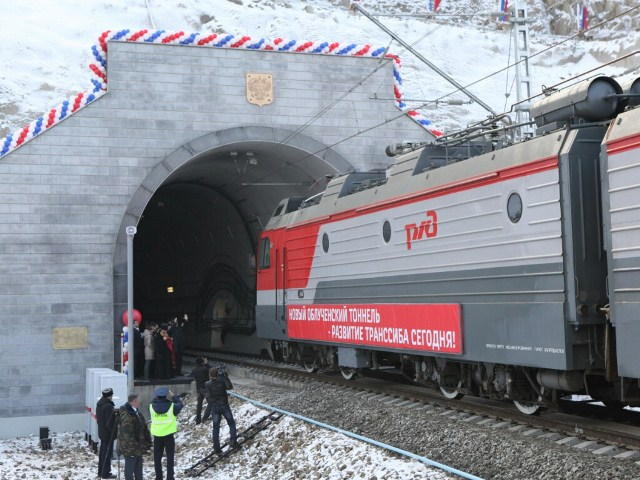 РЖД
НОВЫЙ ОБЛУЧЕНСКИЙ ТОННЕЛЬ
- РАЗВИТИЕ ТРАНССИБА СЕГОДНЯ!